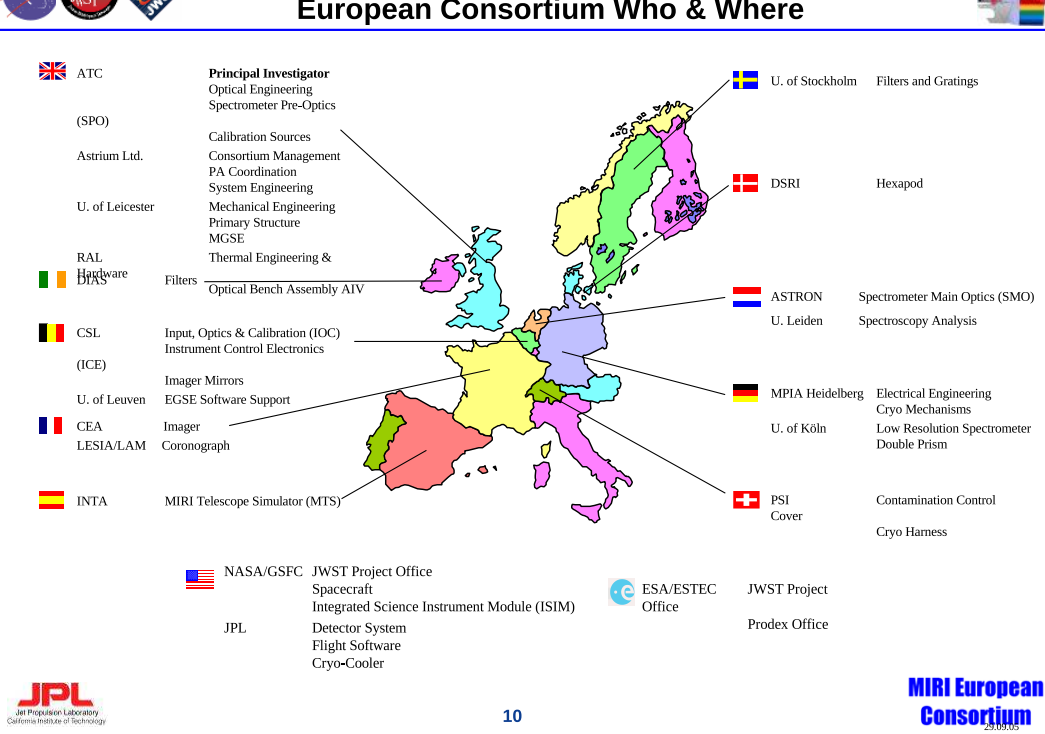 European Consortium Who & Where
ATC Principal Investigator
Optical Engineering
Spectrometer Pre-Optics
(SPO)
Calibration Sources
Astrium Ltd. Consortium Management
PA Coordination
System Engineering
U. of Leicester Mechanical Engineering
Primary Structure
MGSE
RAL Thermal Engineering &
Hardware
DIAS Filters
Optical Bench Assembly AIV
CSL Input, Optics & Calibration (IOC)
Instrument Control Electronics
(ICE)
Imager Mirrors
U. of Leuven EGSE Software Support
CEA Imager
LESIA/LAM Coronograph
INTA MIRI Telescope Simulator (MTS)
U. of Stockholm Filters and Gratings
DSRI Hexapod
ASTRON Spectrometer Main Optics (SMO)
U. Leiden Spectroscopy Analysis
MPIA Heidelberg Electrical Engineering
Cryo Mechanisms
U. of Köln Low Resolution Spectrometer
Double Prism
PSI Contamination Control
Cover
Cryo Harness
NASA/GSFC JWST Project Office
Spacecraft
Integrated Science Instrument Module (ISIM)
JPL Detector System
Flight Software
Cryo-Cooler
ESA/ESTEC JWST Project
Office
Prodex Office
JPL
Jet Propulsion Laboratory
California Institute of Technology
10
MIRI European
Consortium
29.09.05